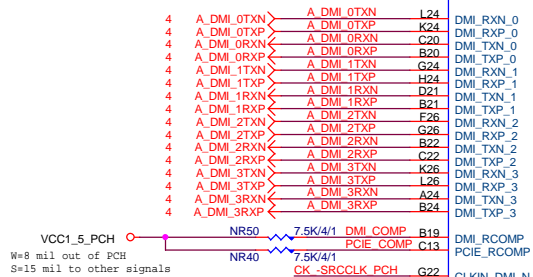 4 A_DMI_0TXN A_DMI_0TXN L24 DMI_RXN_0
4 A_DMI_0TXP A_DMI_0TXP K24 DMI_RXP_0
4 A_DMI_0RXN A_DMI_0RXN C20 DMI_TXN_0
4 A_DMI_0RXP A_DMI_0RXP B20 DMI_TXP_0
4 A_DMI_1TXN A_DMI_1TXN G24 DMI_RXN_1
4 A_DMI_1TXP A_DMI_1TXP H24 DMI_RXP_1
4 A_DMI_1RXN A_DMI_1RXN D21 DMI_TXN_1
4 A_DMI_1RXP A_DMI_1RXP B21 DMI_TXP_1
4 A_DMI_2TXN A_DMI_2TXN F26 DMI_RXN_2
4 A_DMI_2TXP A_DMI_2TXP G26 DMI_RXP_2
4 A_DMI_2RXN A_DMI_2RXN B22 DMI_TXN_2
4 A_DMI_2RXP A_DMI_2RXP C22 DMI_TXP_2
4 A_DMI_3TXN A_DMI_3TXN K26 DMI_RXN_3
4 A_DMI_3TXP A_DMI_3TXP L26 DMI_RXP_3
4 A_DMI_3RXN A_DMI_3RXN A24 DMI_TXN_3
4 A_DMI_3RXP A_DMI_3RXP B24 DMI_TXP_3
VCC1_5_PCH NR50 7.5K/4/1 DMI_COMP B19 DMI_RCOMP
NR40 7.5K/4/1 PCIE_COMP C13 PCIE_RCOMP
W=8 mil out of PCH
S=15 mil to other signals
CK_-SRCCLK_PCH G22